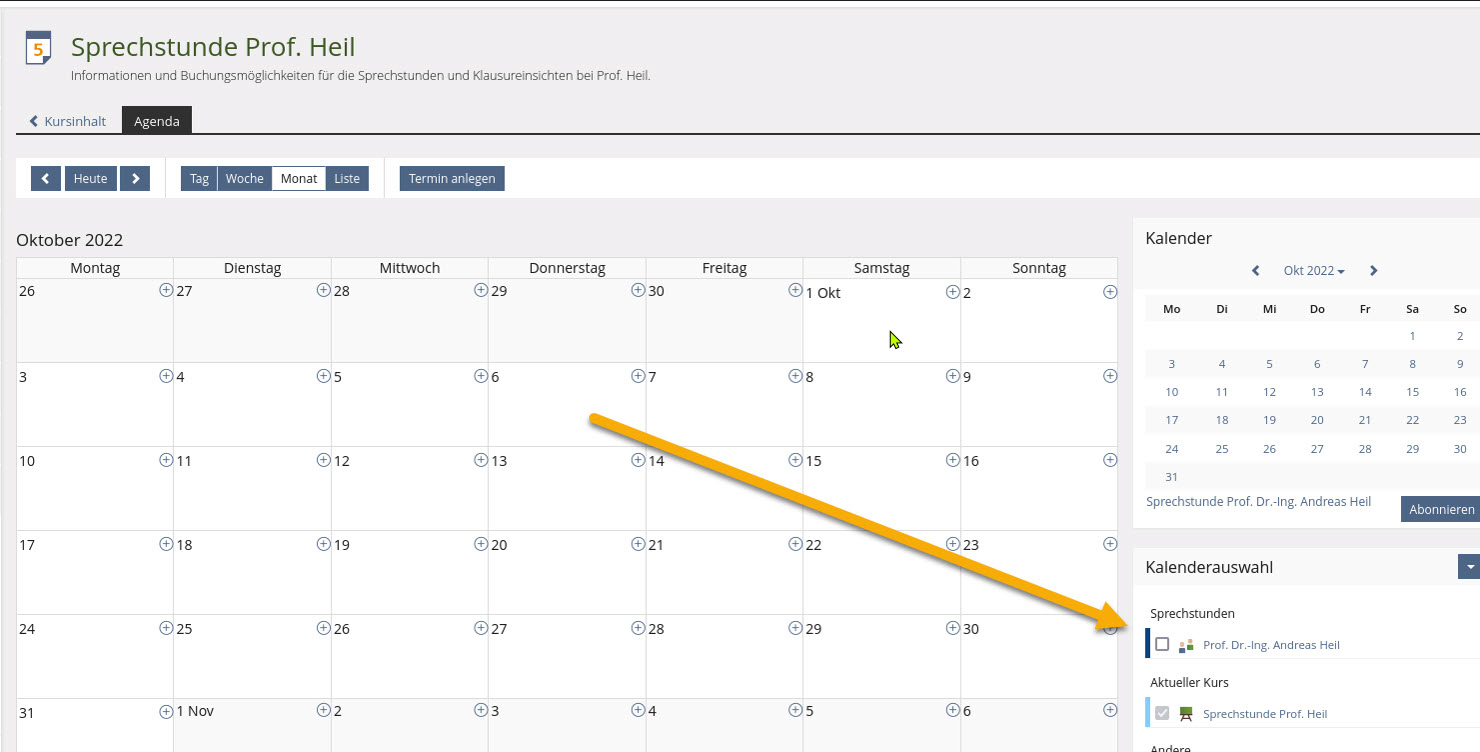 5
Sprechstunde Prof. Heil
Informationen und Buchungsmöglichkeiten für die Sprechstunden und Klausureinsichten bei Prof. Heil.
Kursinhalt Agenda
Heute Tag Woche Monat Liste Termin anlegen
Oktober 2022
Montag Dienstag Mittwoch Donnerstag Freitag Samstag Sonntag
26 27 28 29 30 1 Okt 2
3 4 5 6 7 8 9
10 11 12 13 14 15 16
17 18 19 20 21 22 23
24 25 26 27 28 29 30
31 1 Nov 2 3 4 5 6
Kalender
Okt 2022
Mo Di Mi Do Fr Sa So
1 2
3 4 5 6 7 8 9
10 11 12 13 14 15 16
17 18 19 20 21 22 23
24 25 26 27 28 29 30
31
Sprechstunde Prof. Dr.-Ing. Andreas Heil Abonnieren
Kalenderauswahl
Sprechstunden
Prof. Dr.-Ing. Andreas Heil
Aktueller Kurs
Sprechstunde Prof. Heil
Andere